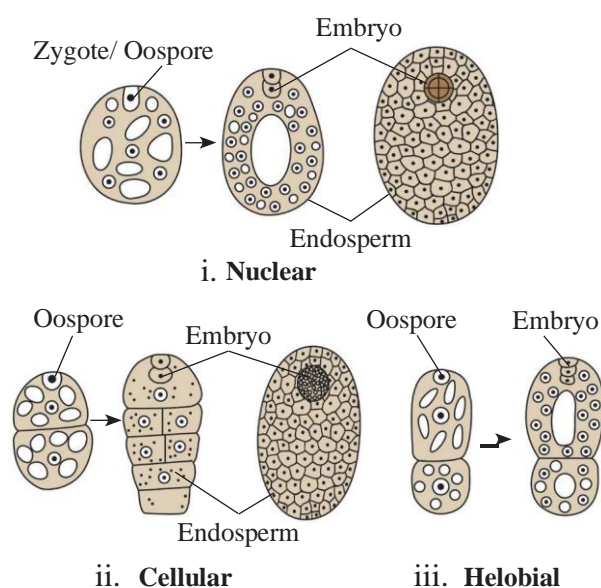 Embryo
Zygote/ Oospore
Endosperm
i. Nuclear
Oospore
Embryo
Oospore
Embryo
Endosperm
ii. Cellular
iii. Helobial